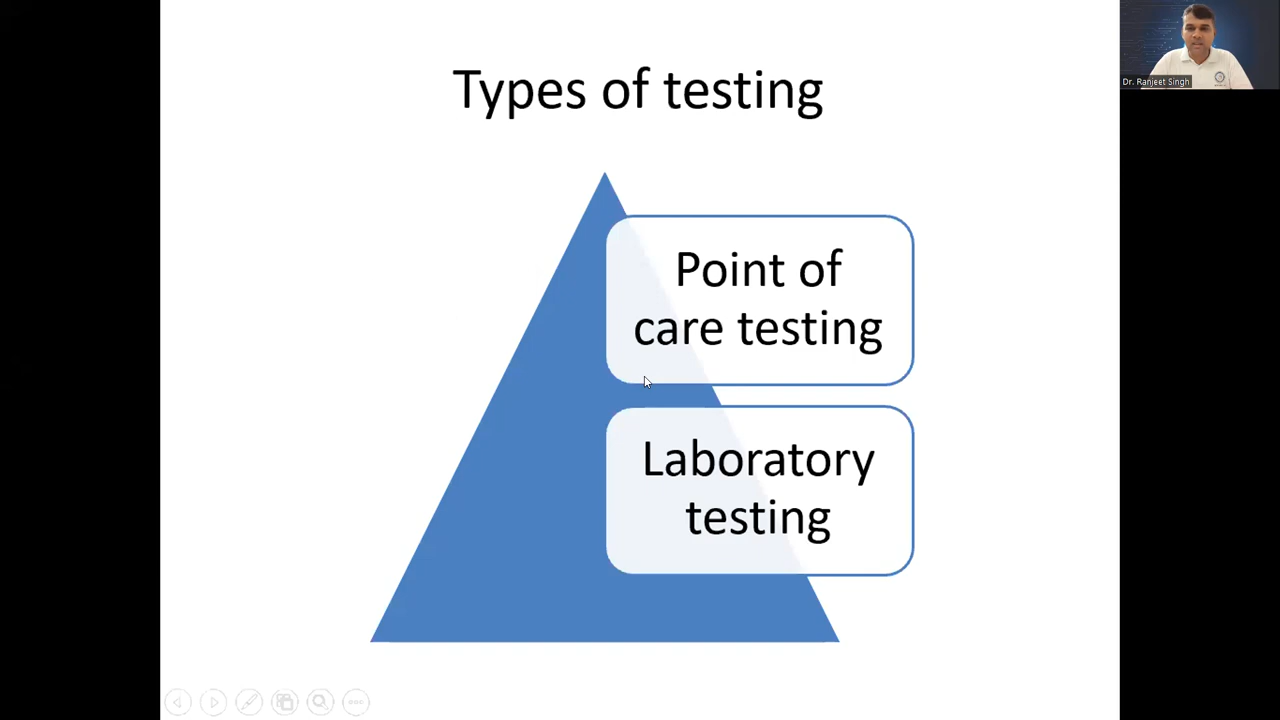 Types of testing
Point of
care testing
Laboratory
testing
Dr. Ranjeet Singh